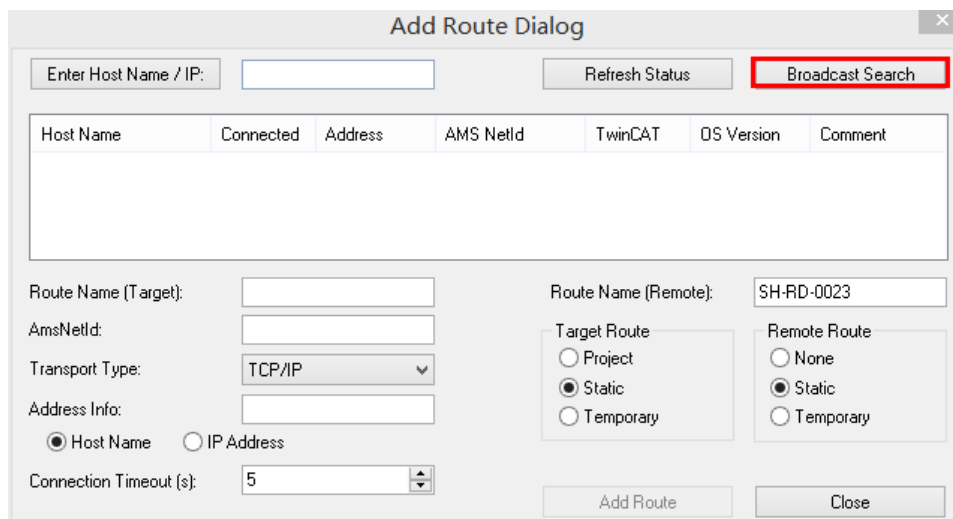 Add Route Dialog
Enter Host Name / IP: Refresh Status Broadcast Search
Host Name Connected Address AMS NetId TwinCAT OS Version Comment
Route Name (Target): Route Name (Remote): SH-RD-0023
AmsNetId: Target Route Remote Route
Project None
Transport Type: TCP/IP
Static Static
Address Info: Temporary Temporary
Host Name IP Address
Connection Timeout (s): 5
Add Route Close